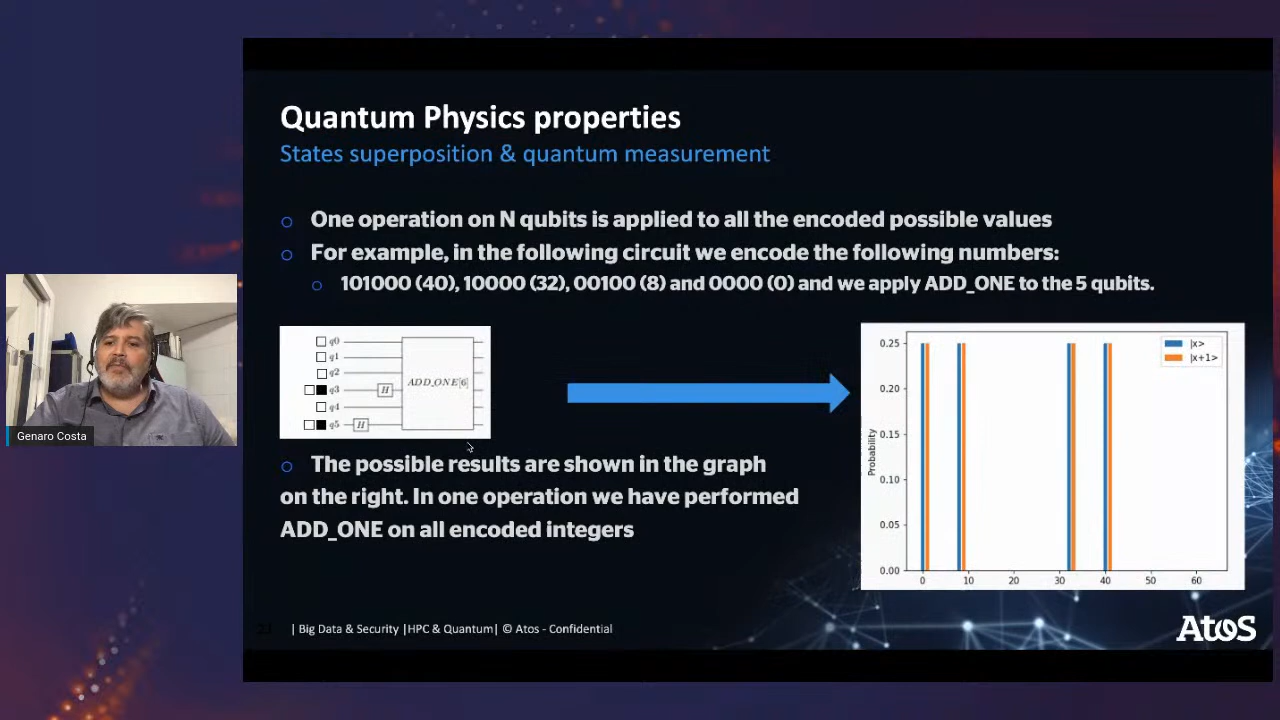 Quantum Physics properties
States superposition & quantum measurement
One operation on N qubits is applied to all the encoded possible values
For example, in the following circuit we encode the following numbers:
101000 (40), 10000 (32), 00100 (8) and 0000 (0) and we apply ADD_ONE to the 5 qubits.
q0
q1
q2
q3
H
q4
q5
H
ADD_ONE[6]
0.25
0.20
0.15
0.10
0.05
0.00
Probability
0 10 20 30 40 50 60
|x>
|x+1>
Genaro Costa
The possible results are shown in the graph
on the right. In one operation we have performed
ADD_ONE on all encoded integers
23 | Big Data & Security |HPC & Quantum| © Atos - Confidential
Atos